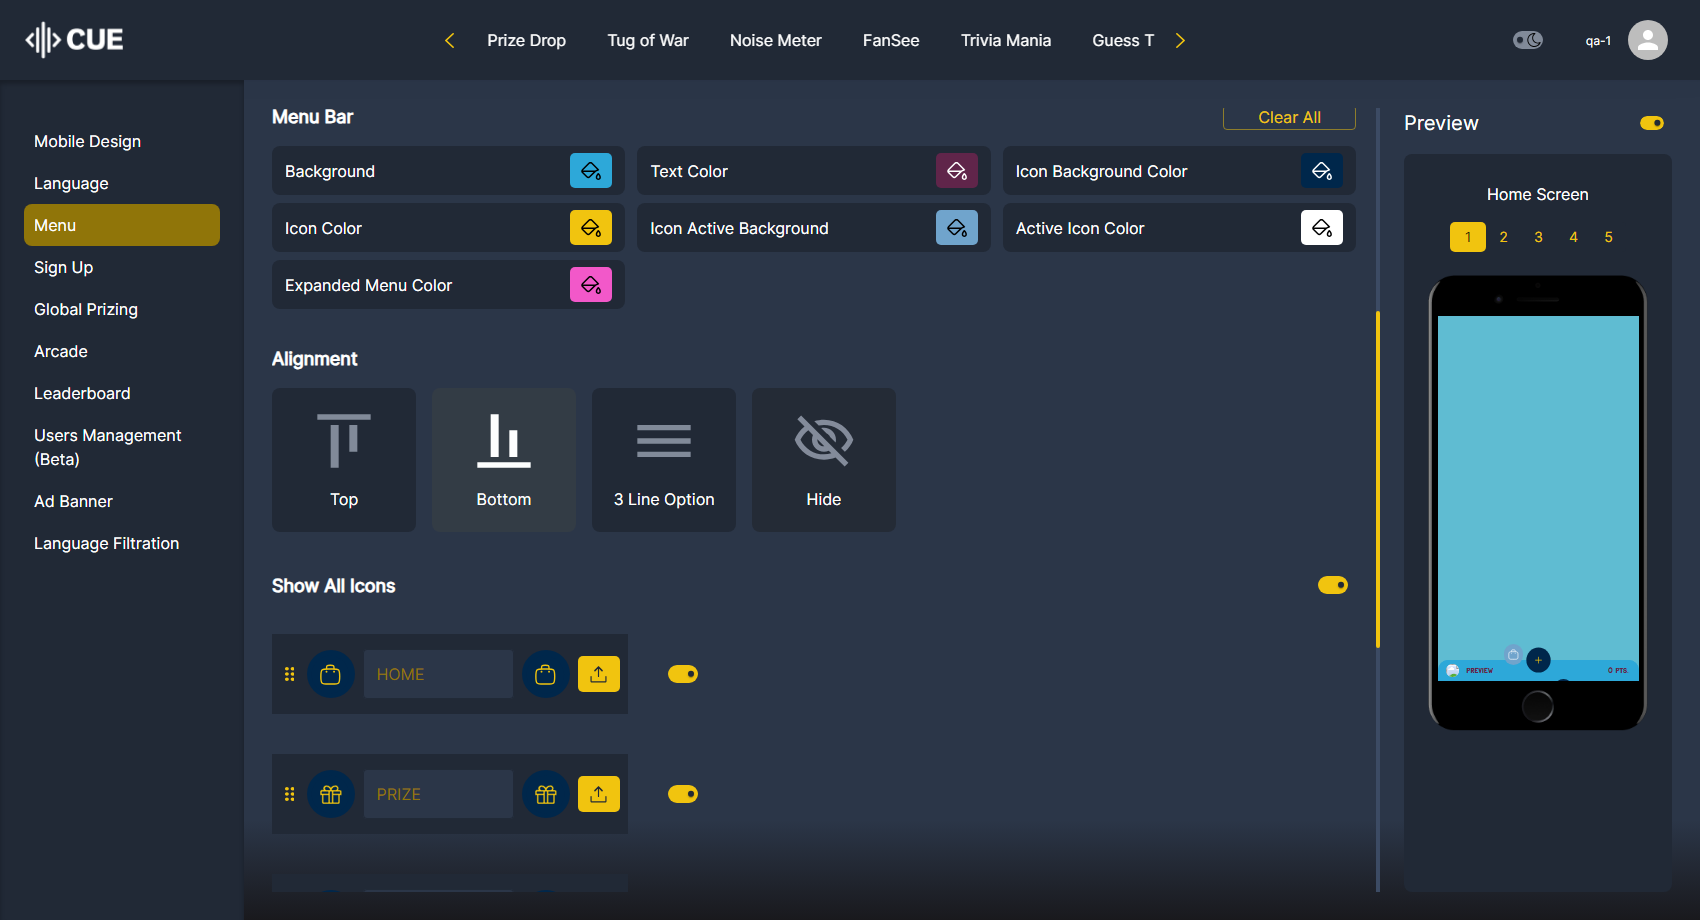 CUE
Prize Drop
Tug of War
Noise Meter
FanSee
Trivia Mania
Guess T
qa-1
Mobile Design
Language
Menu
Sign Up
Global Prizing
Arcade
Leaderboard
Users Management
(Beta)
Ad Banner
Language Filtration
Menu Bar
Clear All
Background
Text Color
Icon Background Color
Icon Color
Icon Active Background
Active Icon Color
Expanded Menu Color
Alignment
Top
Bottom
3 Line Option
Hide
Show All Icons
HOME
PRIZE
Preview
Home Screen
1 2 3 4 5
PREVIEW
0 PTS